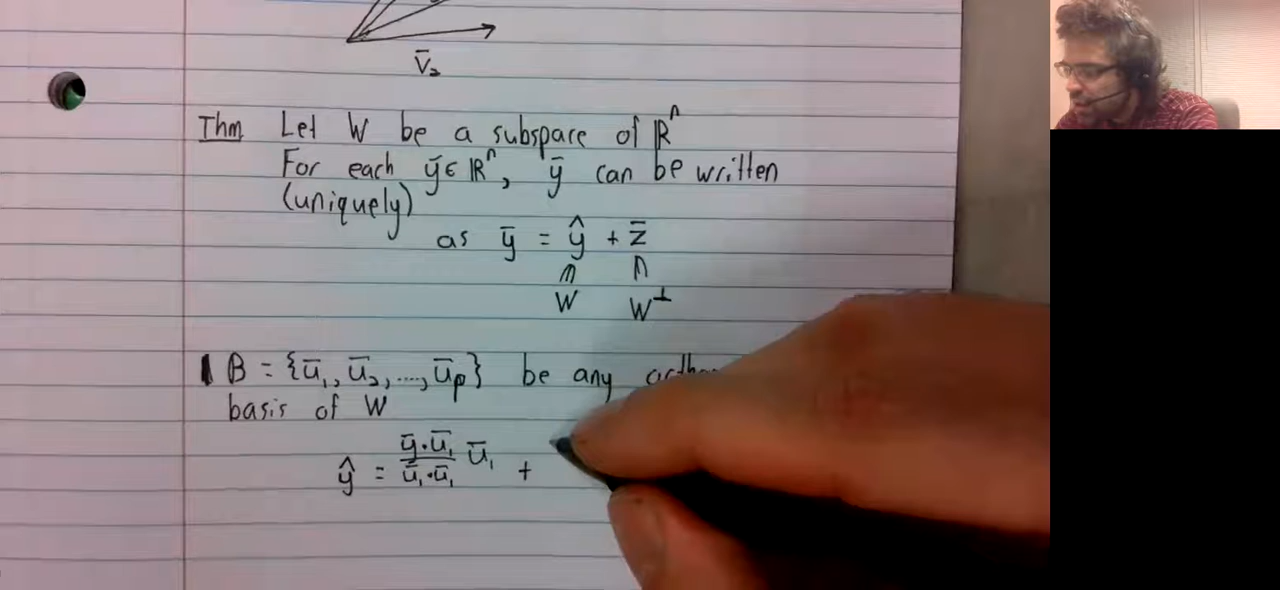 V̄₂
Thm Let W be a subspace of ℝⁿ
For each ȳ ∈ ℝⁿ, ȳ can be written
(uniquely)
as ȳ = ŷ + z̄
∈ ∈
W W⊥
B = {ū₁, ū₂, ...., ūp} be any
basis of W
ŷ = ȳ·ū₁/ū₁·ū₁ ū₁ +